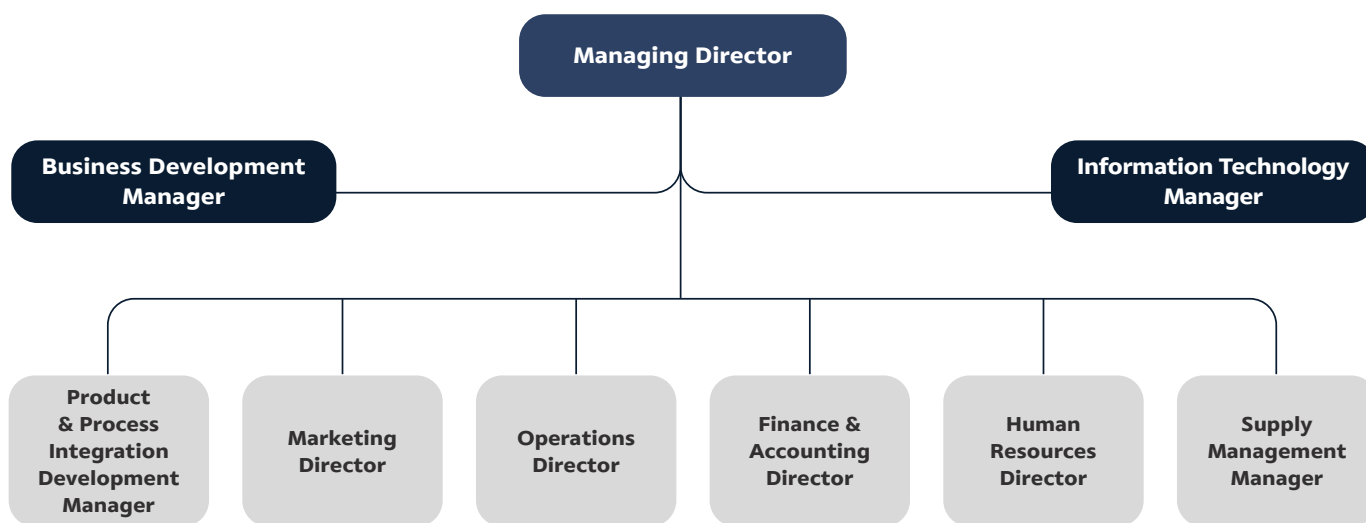 Managing Director
Business Development
Manager
Information Technology
Manager
Product
& Process
Integration
Development
Manager
Marketing
Director
Operations
Director
Finance &
Accounting
Director
Human
Resources
Director
Supply
Management
Manager